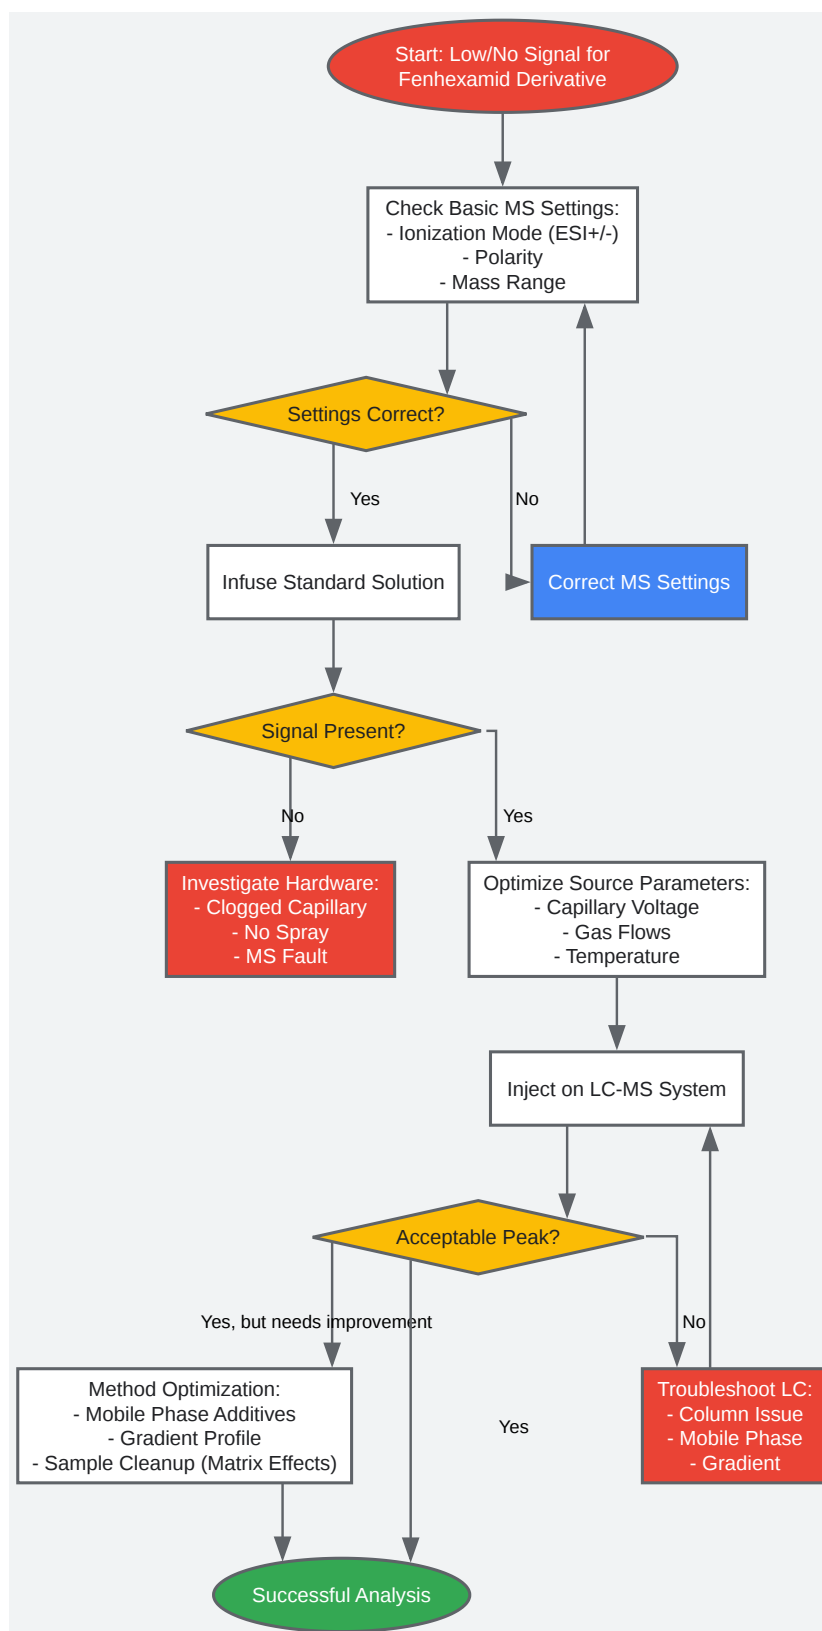 Start: Low/No Signal for
Fenhexamid Derivative
Check Basic MS Settings:
- Ionization Mode (ESI+/-)
- Polarity
- Mass Range
Settings Correct?
Yes
No
Infuse Standard Solution
Correct MS Settings
Signal Present?
No
Yes
Investigate Hardware:
- Clogged Capillary
- No Spray
- MS Fault
Optimize Source Parameters:
- Capillary Voltage
- Gas Flows
- Temperature
Inject on LC-MS System
Acceptable Peak?
Yes, but needs improvement
No
Method Optimization:
- Mobile Phase Additives
- Gradient Profile
- Sample Cleanup (Matrix Effects)
Yes
Troubleshoot LC:
- Column Issue
- Mobile Phase
- Gradient
Successful Analysis